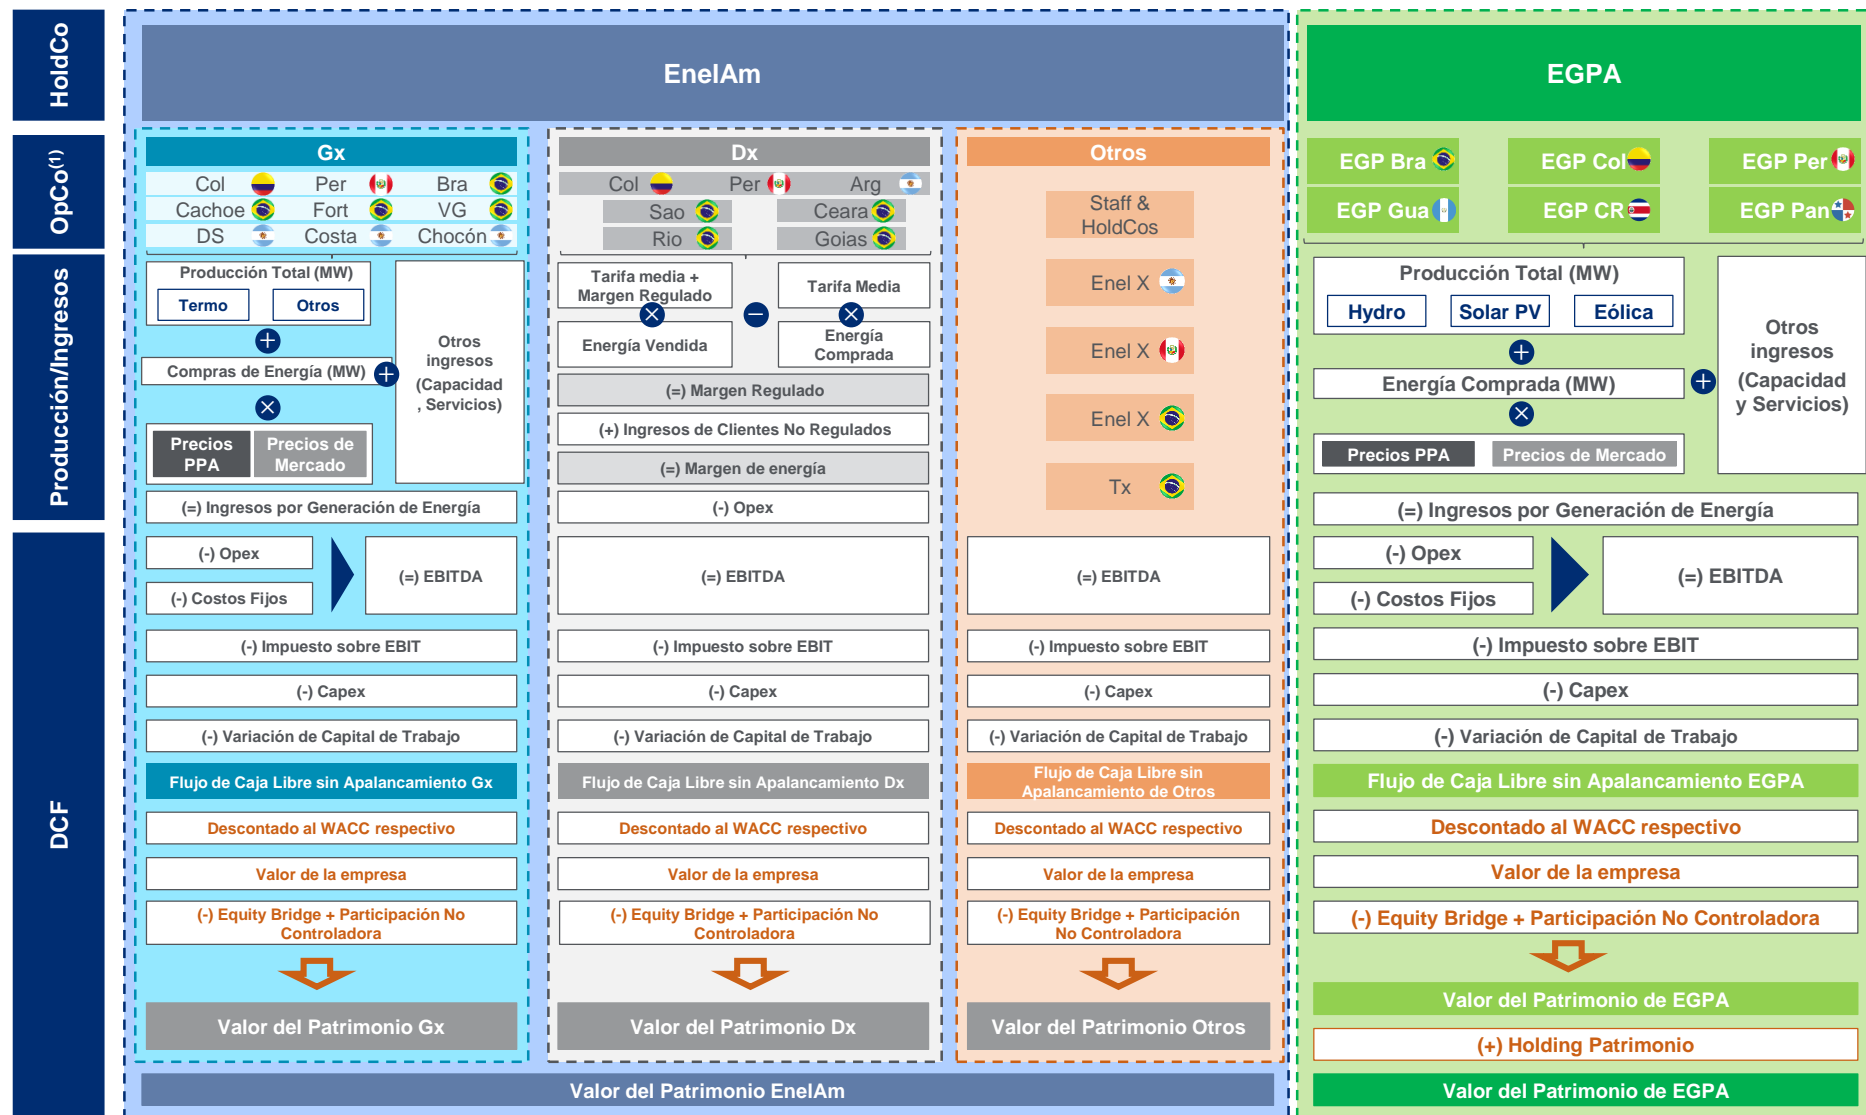 HoldCo
EnelAm
EGPA
OpCo(1)
Gx
Col
Per
Bra
Cachoe
Fort
VG
DS
Costa
Chocón
Dx
Col
Per
Arg
Sao
Ceara
Rio
Goias
Otros
Staff &
HoldCos
Enel X
Enel X
Enel X
Tx
EGP Bra
EGP Col
EGP Per
EGP Gua
EGP CR
EGP Pan
Producción/Ingresos
Producción Total (MW)
Termo
Otros
+
Compras de Energía (MW)
+
×
Precios
PPA
Precios de
Mercado
Otros
ingresos
(Capacidad
, Servicios)
(=) Ingresos por Generación de Energía
Tarifa media +
Margen Regulado
×
Energía Vendida
−
Tarifa Media
×
Energía
Comprada
(=) Margen Regulado
(+) Ingresos de Clientes No Regulados
(=) Margen de energía
(-) Opex
Producción Total (MW)
Hydro
Solar PV
Eólica
+
Energía Comprada (MW)
+
×
Precios PPA
Precios de Mercado
Otros
ingresos
(Capacidad
y Servicios)
(=) Ingresos por Generación de Energía
DCF
(-) Opex
(-) Costos Fijos
(=) EBITDA
(-) Impuesto sobre EBIT
(-) Capex
(-) Variación de Capital de Trabajo
Flujo de Caja Libre sin Apalancamiento Gx
Descontado al WACC respectivo
Valor de la empresa
(-) Equity Bridge + Participación No
Controladora
Valor del Patrimonio Gx
(=) EBITDA
(-) Impuesto sobre EBIT
(-) Capex
(-) Variación de Capital de Trabajo
Flujo de Caja Libre sin Apalancamiento Dx
Descontado al WACC respectivo
Valor de la empresa
(-) Equity Bridge + Participación No
Controladora
Valor del Patrimonio Dx
(=) EBITDA
(-) Impuesto sobre EBIT
(-) Capex
(-) Variación de Capital de Trabajo
Flujo de Caja Libre sin
Apalancamiento de Otros
Descontado al WACC respectivo
Valor de la empresa
(-) Equity Bridge + Participación
No Controladora
Valor del Patrimonio Otros
Valor del Patrimonio EnelAm
(-) Opex
(-) Costos Fijos
(=) EBITDA
(-) Impuesto sobre EBIT
(-) Capex
(-) Variación de Capital de Trabajo
Flujo de Caja Libre sin Apalancamiento EGPA
Descontado al WACC respectivo
Valor de la empresa
(-) Equity Bridge + Participación No Controladora
Valor del Patrimonio de EGPA
(+) Holding Patrimonio
Valor del Patrimonio de EGPA